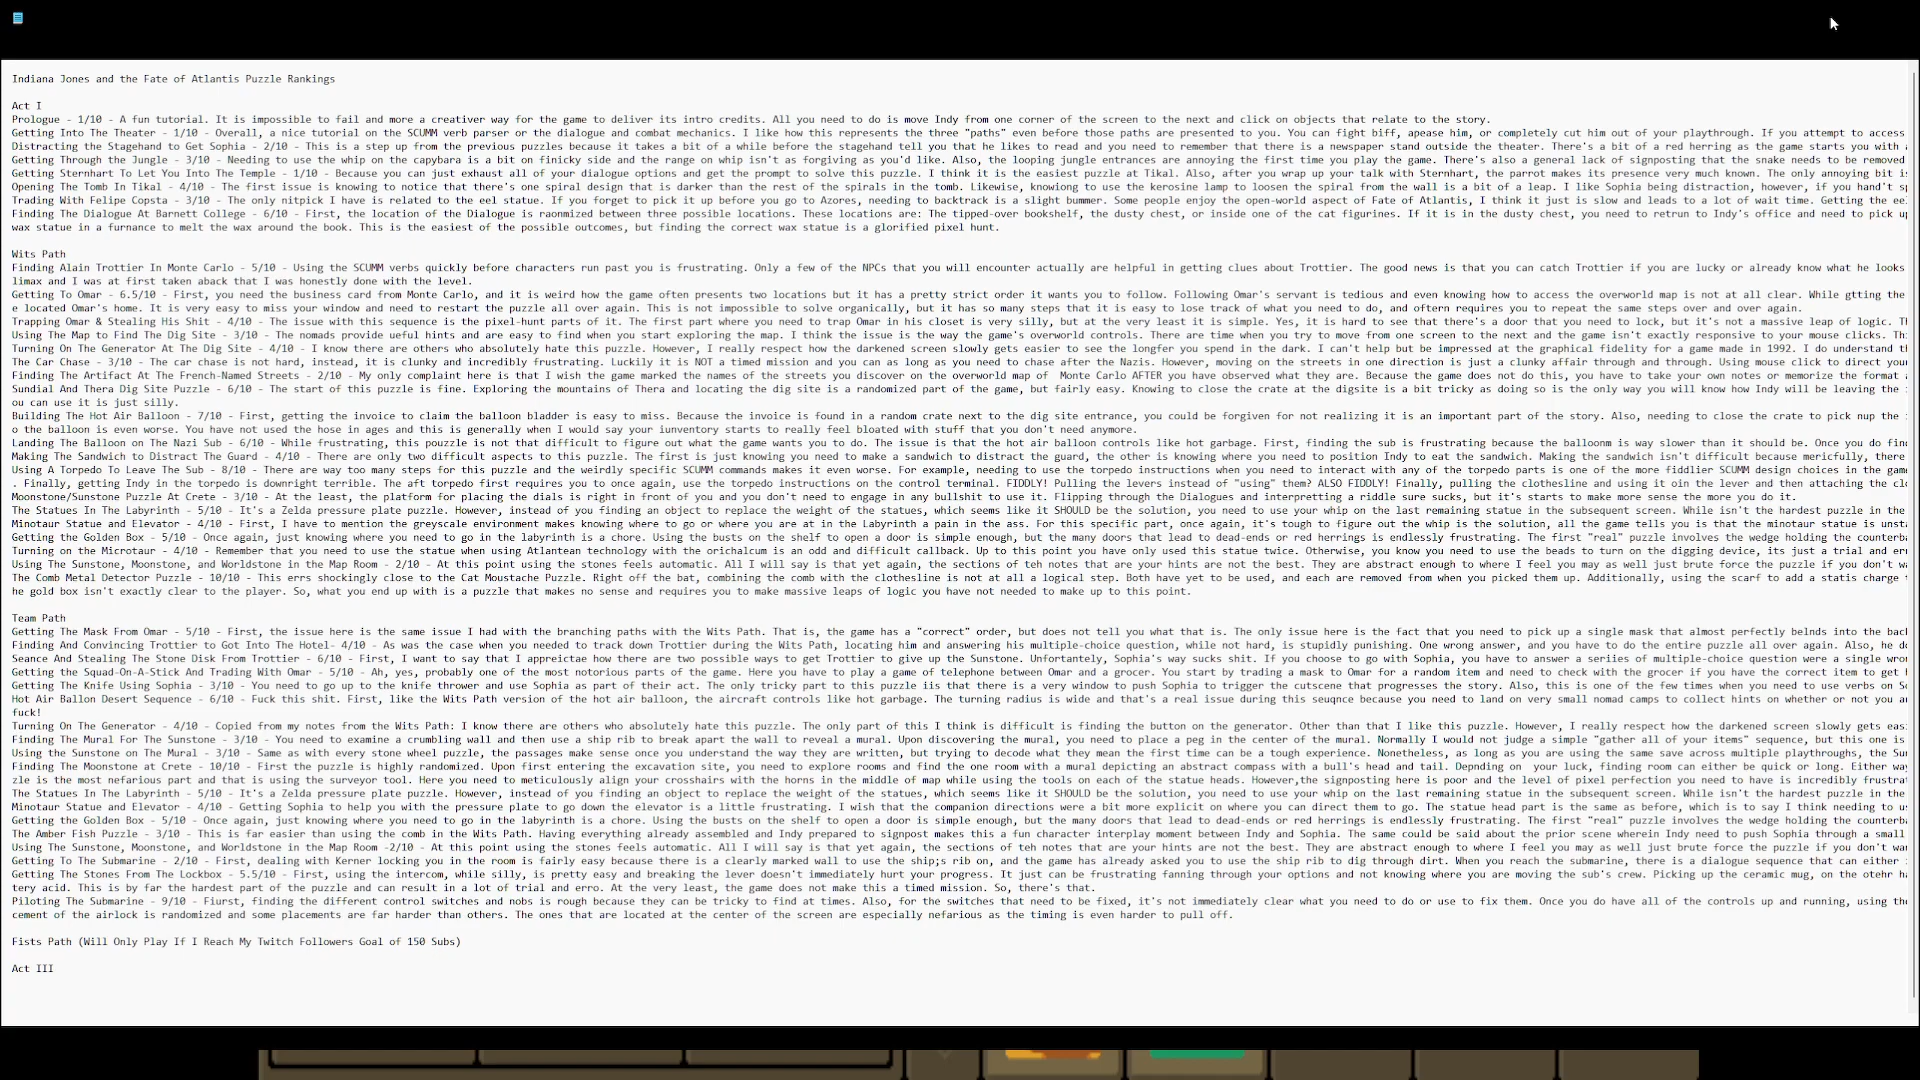 Indiana Jones and the Fate of Atlantis Puzzle Rankings
Act I
Prologue - 1/10 - A fun tutorial. It is impossible to fail and more a creativer way for the game to deliver its intro credits. All you need to do is move Indy from one corner of the screen to the next and click on objects that relate to the story.
Getting Into The Theater - 1/10 - Overall, a nice tutorial on the SCUMM verb parser or the dialogue and combat mechanics. I like how this represents the three "paths" even before those paths are presented to you. You can fight biff, apease him, or completely cut him out of your playthrough. If you attempt to access
Distracting the Stagehand to Get Sophia - 2/10 - This is a step up from the previous puzzles because it takes a bit of a while before the stagehand tell you that he likes to read and you need to remember that there is a newspaper stand outside the theater. There's a bit of a red herring as the game starts you with
Getting Through the Jungle - 3/10 - Needing to use the whip on the capybara is a bit on finicky side and the range on whip isn't as forgiving as you'd like. Also, the looping jungle entrances are annoying the first time you play the game. There's also a general lack of signposting that the snake needs to be removed
Getting Sternhart To Let You Into The Temple - 1/10 - Because you can just exhaust all of your dialogue options and get the prompt to solve this puzzle. I think it is the easiest puzzle at Tikal. Also, after you wrap up your talk with Sternhart, the parrot makes its presence very much known. The only annoying bit is
Opening The Tomb In Tikal - 4/10 - The first issue is knowing to notice that there's one spiral design that is darker than the rest of the spirals in the tomb. Likewise, knowiong to use the kerosine lamp to loosen the spiral from the wall is a bit of a leap. I like Sophia being distraction, however, if you hand't
Trading With Felipe Copsta - 3/10 - The only nitpick I have is related to the eel statue. If you forget to pick it up before you go to Azores, needing to backtrack is a slight bummer. Some people enjoy the open-world aspect of Fate of Atlantis, I think it just is slow and leads to a lot of wait time. Getting the
Finding The Dialogue At Barnett College - 6/10 - First, the location of the Dialogue is raonmized between three possible locations. These locations are: The tipped-over bookshelf, the dusty chest, or inside one of the cat figurines. If it is in the dusty chest, you need to retrun to Indy's office and need to pick
wax statue in a furnance to melt the wax around the book. This is the easiest of the possible outcomes, but finding the correct wax statue is a glorified pixel hunt.
Wits Path
Finding Alain Trottier In Monte Carlo - 5/10 - Using the SCUMM verbs quickly before characters run past you is frustrating. Only a few of the NPCs that you will encounter actually are helpful in getting clues about Trottier. The good news is that you can catch Trottier if you are lucky or already know what he looks
limax and I was at first taken aback that I was honestly done with the level.
Getting To Omar - 6.5/10 - First, you need the business card from Monte Carlo, and it is weird how the game often presents two locations but it has a pretty strict order it wants you to follow. Following Omar's servant is tedious and even knowing how to access the overworld map is not at all clear. While gtting the
e located Omar's home. It is very easy to miss your window and need to restart the puzzle all over again. This is not impossible to solve organically, but it has so many steps that it is easy to lose track of what you need to do, and oftern requires you to repeat the same steps over and over again.
Trapping Omar & Stealing His Shit - 4/10 - The issue with this sequence is the pixel-hunt parts of it. The first part where you need to trap Omar in his closet is very silly, but at the very least it is simple. Yes, it is hard to see that there's a door that you need to lock, but it's not a massive leap of logic.
Using The Map to Find The Dig Site - 3/10 - The nomads provide ueful hints and are easy to find when you start exploring the map. I think the issue is the way the game's overworld controls. There are time when you try to move from one screen to the next and the game isn't exactly responsive to your mouse clicks.
Turning On The Generator At The Dig Site - 4/10 - I know there are others who absolutely hate this puzzle. However, I really respect how the darkened screen slowly gets easier to see the longfer you spend in the dark. I can't help but be impressed at the graphical fidelity for a game made in 1992. I do understand
The Car Chase - 3/10 - The car chase is not hard, instead, it is clunky and incredibly frustrating. Luckily it is NOT a timed mission and you can as long as you need to chase after the Nazis. However, moving on the streets in one direction is just a clunky affair through and through. Using mouse click to direct
Finding The Artifact At The French-Named Streets - 2/10 - My only complaint here is that I wish the game marked the names of the streets you discover on the overworld map of  Monte Carlo AFTER you have observed what they are. Because the game does not do this, you have to take your own notes or memorize the format
Sundial And Thera Dig Site Puzzle - 6/10 - The start of this puzzle is fine. Exploring the mountains of Thera and locating the dig site is a randomized part of the game, but fairly easy. Knowing to close the crate at the digsite is a bit tricky as doing so is the only way you will know how Indy will be leaving the
ou can use it is just silly.
Building The Hot Air Balloon - 7/10 - First, getting the invoice to claim the balloon bladder is easy to miss. Because the invoice is found in a random crate next to the dig site entrance, you could be forgiven for not realizing it is an important part of the story. Also, needing to close the crate to pick nup the
o the balloon is even worse. You have not used the hose in ages and this is generally when I would say your iunventory starts to really feel bloated with stuff that you don't need anymore.
Landing The Balloon on The Nazi Sub - 6/10 - While frustrating, this pouzzle is not that difficult to figure out what the game wants you to do. The issue is that the hot air balloon controls like hot garbage. First, finding the sub is frustrating because the balloonm is way slower than it should be. Once you do
Making The Sandwich to Distract The Guard - 4/10 - There are only two difficult aspects to this puzzle. The first is just knowing you need to make a sandwich to distract the guard, the other is knowing where you need to position Indy to eat the sandwich. Making the sandwich isn't difficult because mericfully, there
Using A Torpedo To Leave The Sub - 8/10 - There are way too many steps for this puzzle and the weirdly specific SCUMM commands makes it even worse. For example, needing to use the torpedo instructions when you need to interact with any of the torpedo parts is one of the more fiddlier SCUMM design choices in the game
. Finally, getting Indy in the torpedo is downright terrible. The aft torpedo first requires you to once again, use the torpedo instructions on the control terminal. FIDDLY! Pulling the levers instead of "using" them? ALSO FIDDLY! Finally, pulling the clothesline and using it oin the lever and then attaching the
Moonstone/Sunstone Puzzle At Crete - 3/10 - At the least, the platform for placing the dials is right in front of you and you don't need to engage in any bullshit to use it. Flipping through the Dialogues and interpretting a riddle sure sucks, but it's starts to make more sense the more you do it.
The Statues In The Labyrinth - 5/10 - It's a Zelda pressure plate puzzle. However, instead of you finding an object to replace the weight of the statues, which seems like it SHOULD be the solution, you need to use your whip on the last remaining statue in the subsequent screen. While isn't the hardest puzzle in the
Minotaur Statue and Elevator - 4/10 - First, I have to mention the greyscale environment makes knowing where to go or where you are at in the Labyrinth a pain in the ass. For this specific part, once again, it's tough to figure out the whip is the solution, all the game tells you is that the minotaur statue is
Getting the Golden Box - 5/10 - Once again, just knowing where you need to go in the labyrinth is a chore. Using the busts on the shelf to open a door is simple enough, but the many doors that lead to dead-ends or red herrings is endlessly frustrating. The first "real" puzzle involves the wedge holding the
Turning on the Microtaur - 4/10 - Remember that you need to use the statue when using Atlantean technology with the orichalcum is an odd and difficult callback. Up to this point you have only used this statue twice. Otherwise, you know you need to use the beads to turn on the digging device, its just a trial and
Using The Sunstone, Moonstone, and Worldstone in the Map Room - 2/10 - At this point using the stones feels automatic. All I will say is that yet again, the sections of teh notes that are your hints are not the best. They are abstract enough to where I feel you may as well just brute force the puzzle if you don't
The Comb Metal Detector Puzzle - 10/10 - This errs shockingly close to the Cat Moustache Puzzle. Right off the bat, combining the comb with the clothesline is not at all a logical step. Both have yet to be used, and each are removed from when you picked them up. Additionally, using the scarf to add a statis charge
he gold box isn't exactly clear to the player. So, what you end up with is a puzzle that makes no sense and requires you to make massive leaps of logic you have not needed to make up to this point.
Team Path
Getting The Mask From Omar - 5/10 - First, the issue here is the same issue I had with the branching paths with the Wits Path. That is, the game has a "correct" order, but does not tell you what that is. The only issue here is the fact that you need to pick up a single mask that almost perfectly belnds into the
Finding And Convincing Trottier to Got Into The Hotel- 4/10 - As was the case when you needed to track down Trottier during the Wits Path, locating him and answering his multiple-choice question, while not hard, is stupidly punishing. One wrong answer, and you have to do the entire puzzle all over again. Also, he
Seance And Stealing The Stone Disk From Trottier - 6/10 - First, I want to say that I appreictae how there are two possible ways to get Trottier to give up the Sunstone. Unfortantely, Sophia's way sucks shit. If you choose to go with Sophia, you have to answer a seriies of multiple-choice question were a single
Getting the Squad-On-A-Stick And Trading With Omar - 5/10 - Ah, yes, probably one of the most notorious parts of the game. Here you have to play a game of telephone between Omar and a grocer. You start by trading a mask to Omar for a random item and need to check with the grocer if you have the correct item to get
Getting The Knife Using Sophia - 3/10 - You need to go up to the knife thrower and use Sophia as part of their act. The only tricky part to this puzzle iis that there is a very window to push Sophia to trigger the cutscene that progresses the story. Also, this is one of the few times when you need to use verbs on
Hot Air Ballon Desert Sequence - 6/10 - Fuck this shit. First, like the Wits Path version of the hot air balloon, the aircraft controls like hot garbage. The turning radius is wide and that's a real issue during this seuqnce because you need to land on very small nomad camps to collect hints on whether or not you
fuck!
Turning On The Generator - 4/10 - Copied from my notes from the Wits Path: I know there are others who absolutely hate this puzzle. The only part of this I think is difficult is finding the button on the generator. Other than that I like this puzzle. However, I really respect how the darkened screen slowly gets
Finding The Mural For The Sunstone - 3/10 - You need to examine a crumbling wall and then use a ship rib to break apart the wall to reveal a mural. Upon discovering the mural, you need to place a peg in center of the mural. Normally I would not judge a simple "gather all of your items" sequence, but this one is
Using the Sunstone on The Mural - 3/10 - Same as with every stone wheel puzzle, the passages make sense once you understand the way they are written, but trying to decode what they mean the first time can be a tough experience. Nonetheless, as long as you are using the same save across multiple playthroughs, the
Finding The Moonstone at Crete - 10/10 - First the puzzle is highly randomized. Upon first entering the excavation site, you need to explore rooms and find the one room with a mural depicting an abstract compass with a bull's head and tail. Depnding on  your luck, finding room can either be quick or long. Either
zle is the most nefarious part and that is using the surveyor tool. Here you need to meticulously align your crosshairs with the horns in the middle of map while using the tools on each of the statue heads. However,the signposting here is poor and the level of pixel perfection you need to have is incredibly
The Statues In The Labyrinth - 5/10 - It's a Zelda pressure plate puzzle. However, instead of you finding an object to replace the weight of the statues, which seems like it SHOULD be the solution, you need to use your whip on the last remaining statue in the subsequent screen. While isn't the hardest puzzle in the
Minotaur Statue and Elevator - 4/10 - Getting Sophia to help you with the pressure plate to go down the elevator is a little frustrating. I wish that the companion directions were a bit more explicit on where you can direct them to go. The statue head part is the same as before, which is to say I think needing to
Getting the Golden Box - 5/10 - Once again, just knowing where you need to go in the labyrinth is a chore. Using the busts on the shelf to open a door is simple enough, but the many doors that lead to dead-ends or red herrings is endlessly frustrating. The first "real" puzzle involves the wedge holding the
The Amber Fish Puzzle - 3/10 - This is far easier than using the comb in the Wits Path. Having everything already assembled and Indy prepared to signpost makes this a fun character interplay moment between Indy and Sophia. The same could be said about the prior scene wherein Indy need to push Sophia through a small
Using The Sunstone, Moonstone, and Worldstone in the Map Room -2/10 - At this point using the stones feels automatic. All I will say is that yet again, the sections of teh notes that are your hints are not the best. They are abstract enough to where I feel you may as well just brute force the puzzle if you don't
Getting To The Submarine - 2/10 - First, dealing with Kerner locking you in the room is fairly easy because there is a clearly marked wall to use the ship;s rib on, and the game has already asked you to use the ship rib to dig through dirt. When you reach the submarine, there is a dialogue sequence that can either
Getting The Stones From The Lockbox - 5.5/10 - First, using the intercom, while silly, is pretty easy and breaking the lever doesn't immediately hurt your progress. It just can be frustrating fanning through your options and not knowing where you are moving the sub's crew. Picking up the ceramic mug, on the otehr
tery acid. This is by far the hardest part of the puzzle and can result in a lot of trial and erro. At the very least, the game does not make this a timed mission. So, there's that.
Piloting The Submarine - 9/10 - Fiurst, finding the different control switches and nobs is rough because they can be tricky to find at times. Also, for the switches that need to be fixed, it's not immediately clear what you need to do or use to fix them. Once you do have all of the controls up and running, using
cement of the airlock is randomized and some placements are far harder than others. The ones that are located at the center of the screen are especially nefarious as the timing is even harder to pull off.
Fists Path (Will Only Play If I Reach My Twitch Followers Goal of 150 Subs)
Act III